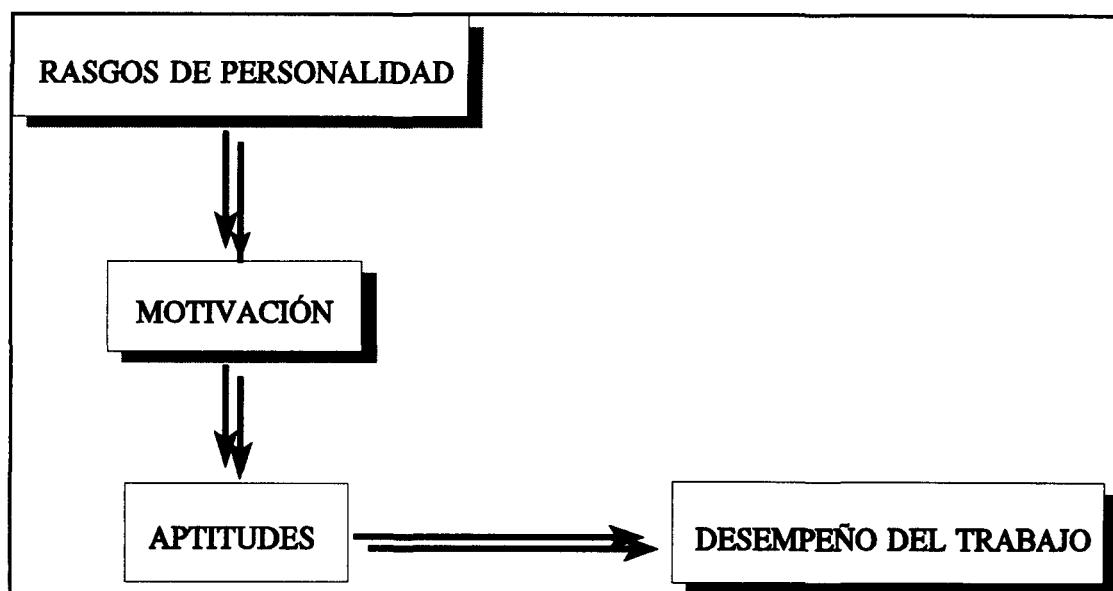 RASGOS DE PERSONALIDAD
MOTIVACIÓN
APTITUDES
DESEMPEÑO DEL TRABAJO